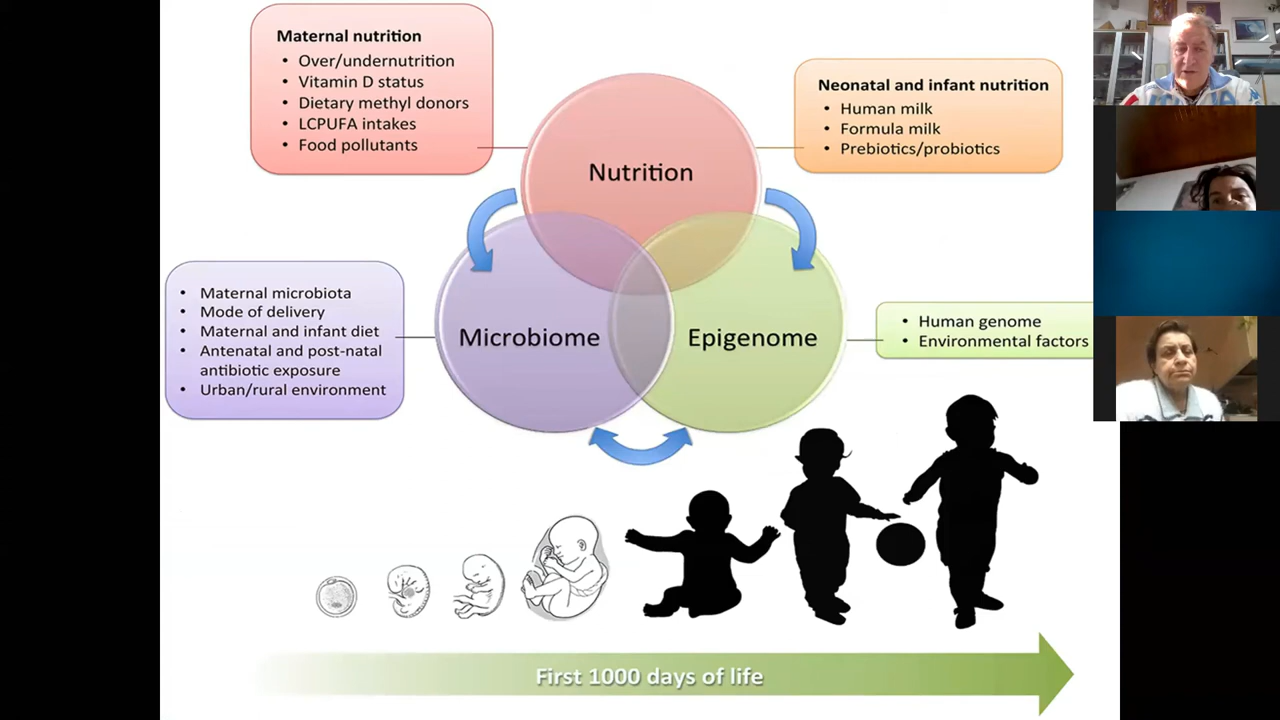 Maternal nutrition
• Over/undernutrition
• Vitamin D status
• Dietary methyl donors
• LCPUFA intakes
• Food pollutants
Neonatal and infant nutrition
• Human milk
• Formula milk
• Prebiotics/probiotics
Nutrition
Microbiome
Epigenome
• Maternal microbiota
• Mode of delivery
• Maternal and infant diet
• Antenatal and post-natal
antibiotic exposure
• Urban/rural environment
• Human genome
• Environmental factors
First 1000 days of life